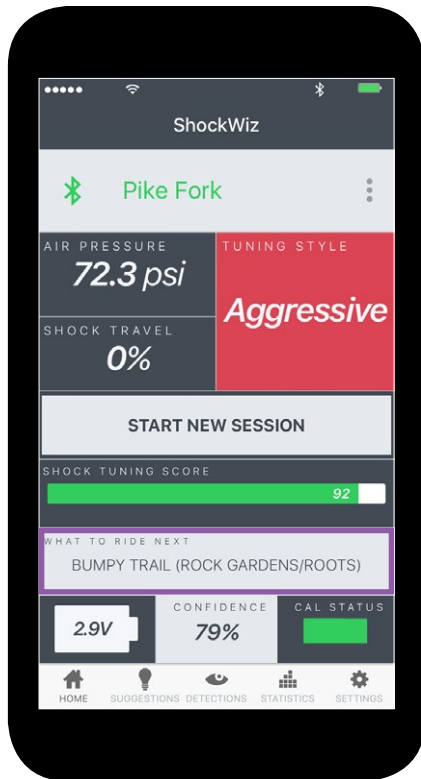 ShockWiz
Pike Fork
AIR PRESSURE
72.3 psi
TUNING STYLE
Aggressive
SHOCK TRAVEL
0%
START NEW SESSION
SHOCK TUNING SCORE
92
WHAT TO RIDE NEXT
BUMPY TRAIL (ROCK GARDENS/ROOTS)
2.9V
CONFIDENCE
79%
CAL STATUS
HOME
SUGGESTIONS
DETECTIONS
STATISTICS
SETTINGS